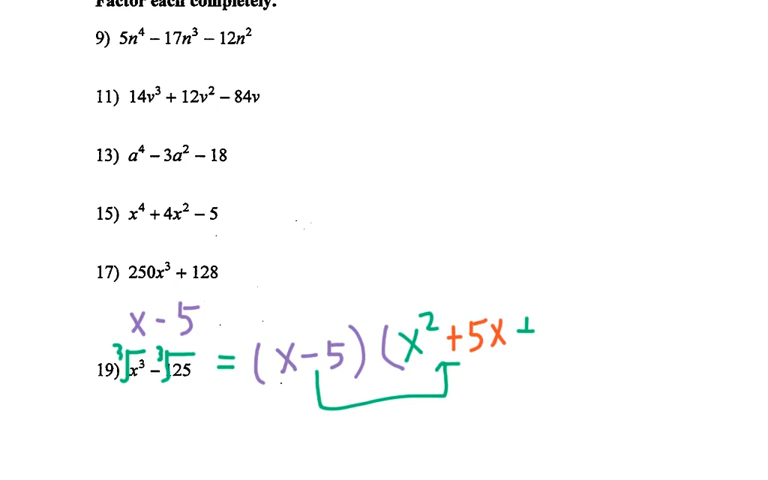 Factor each completely.
9) 5n⁴ – 17n³ – 12n²
11) 14v³ + 12v² – 84v
13) a⁴ – 3a² – 18
15) x⁴ + 4x² – 5
17) 250x³ + 128
x - 5
19) ∛x³ – ∛125 = (x-5)(x² +5x +